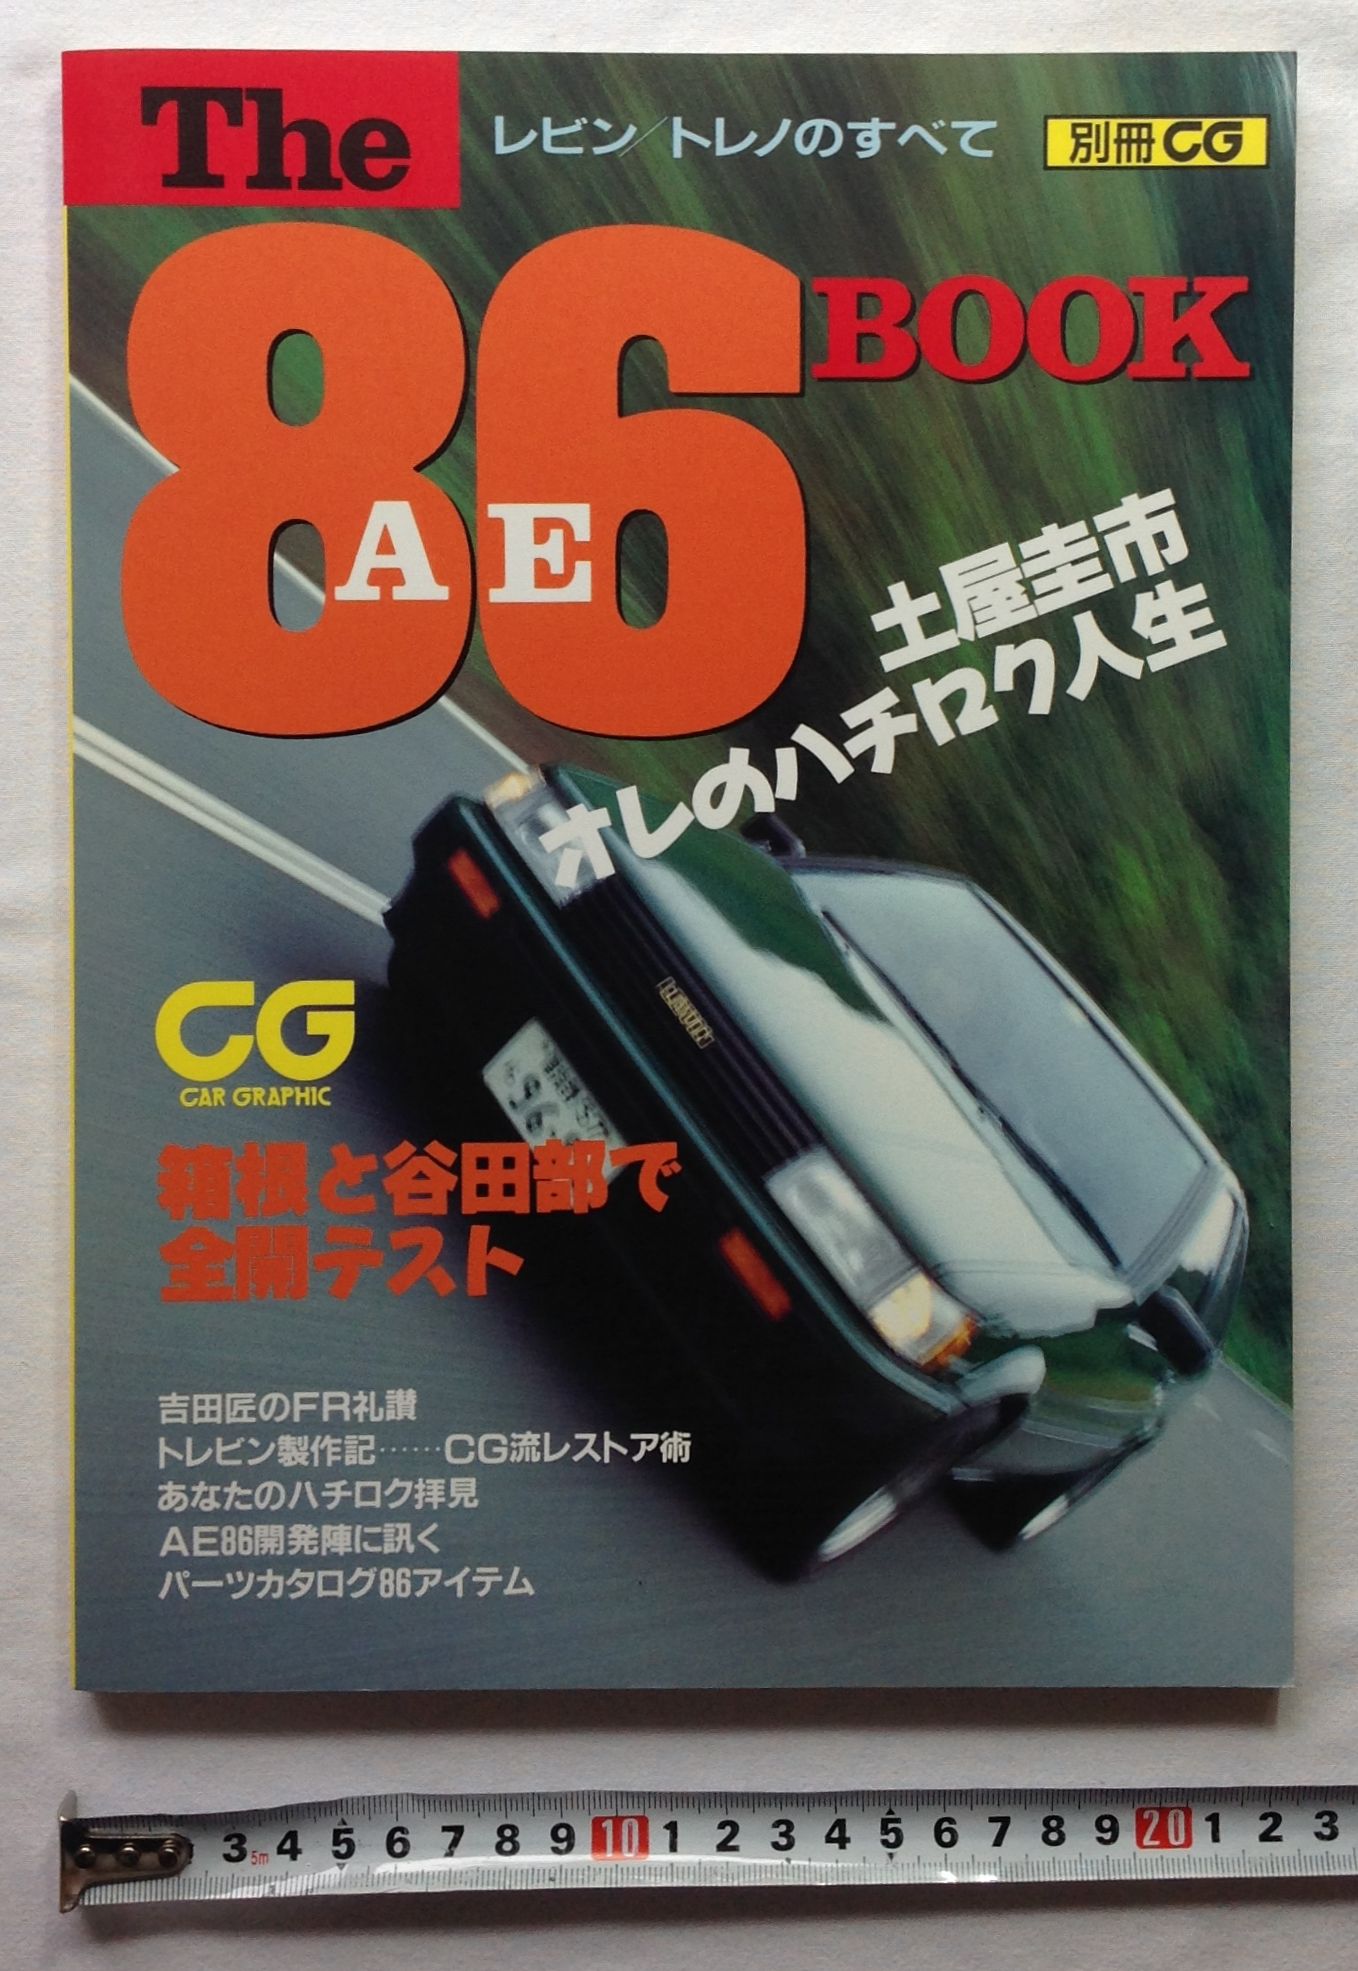 The
レビン/トレノのすべて
別冊CG
86
BOOK
AE
土屋圭市
オレのハチロク人生
LEVIN
CG
CAR GRAPHIC
箱根と谷田部で
全開テスト
吉田匠のFR礼讃
トレビン製作記……CG流レストア術
あなたのハチロク拝見
AE86開発陣に訊く
パーツカタログ86アイテム
3 5m 4 5 6 7 8 9 10 1 2 3 4 5 6 7 8 9 20 1 2 3